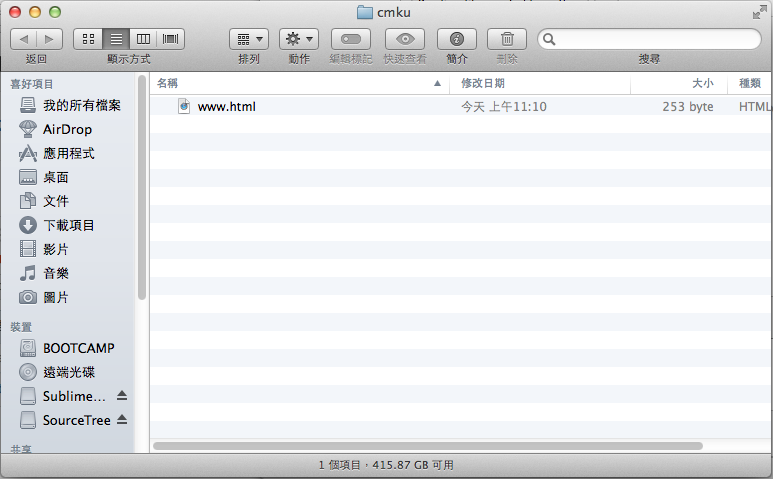 cmku
返回
顯示方式
排列
動作
編輯標記
快速查看
簡介
刪除
搜尋
喜好項目
我的所有檔案
AirDrop
應用程式
桌面
文件
下載項目
影片
音樂
圖片
裝置
BOOTCAMP
遠端光碟
Sublime...
SourceTree
共享
名稱 修改日期 大小 種類
www.html 今天 上午11:10 253 byte HTML
1 個項目，415.87 GB 可用